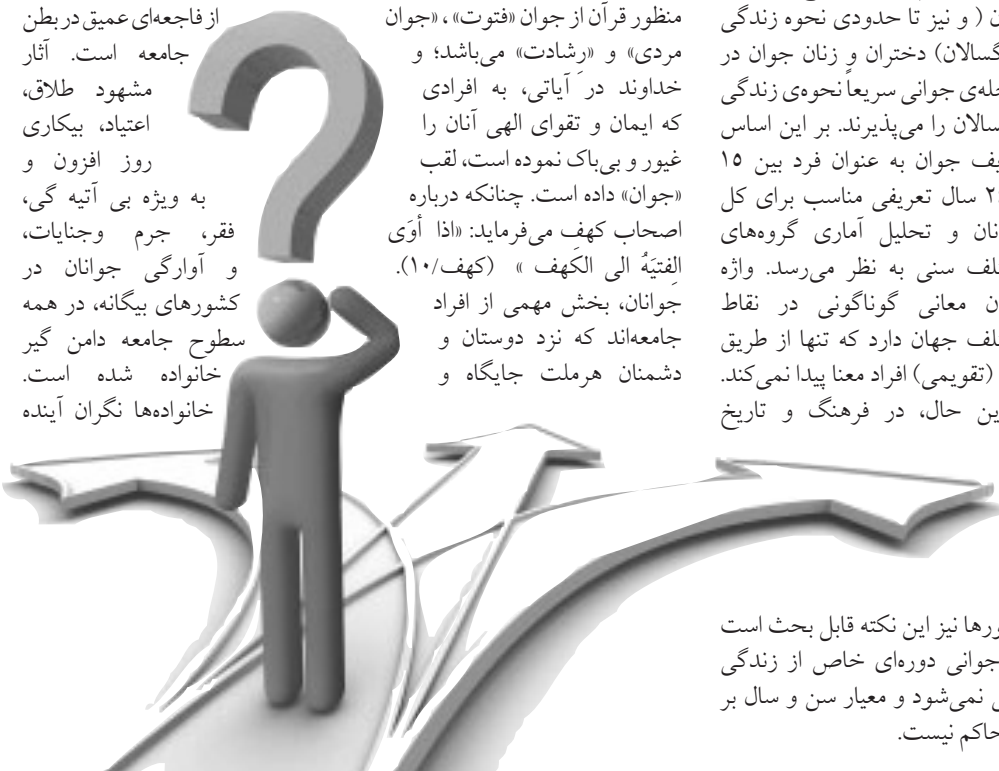 ن ( و نیز تا حدودی نحوه زندگی
گسالان) دختران و زنان جوان در
حله‌ی جوانی سریعاً نحوه‌ی زندگی
سالان را می‌پذیرند. بر این اساس
یف جوان به عنوان فرد بین ۱۵
سال تعریفی مناسب برای کل
انان و تحلیل آماری گروه‌های
لف سنی به نظر می‌رسد. واژه
ن معانی گوناگونی در نقاط
لف جهان دارد که تنها از طریق
(تقویمی) افراد معنا پیدا نمی‌کند.
ین حال، در فرهنگ و تاریخ
ورها نیز این نکته قابل بحث است
جوانی دوره‌ای خاص از زندگی
ی نمی‌شود و معیار سن و سال بر
حاکم نیست.
منظور قرآن از جوان «فتوت»، «جوان
مردی» و «رشادت» می‌باشد؛ و
خداوند در آیاتی، به افرادی
که ایمان و تقوای الهی آنان را
غیور و بی‌باک نموده است، لقب
«جوان» داده است. چنانکه درباره
اصحاب کهف می‌فرماید: «اذا أوَی
الِفتیَهُ الی الکَهف » (کهف/۱۰).
جوانان، بخش مهمی از افراد
جامعه‌اند که نزد دوستان و
دشمنان هرملت جایگاه و
از فاجعه‌ای عمیق در بطن
جامعه است. آثار
مشهود طلاق،
اعتیاد، بیکاری
روز افزون و
به ویژه بی آتیه گی،
فقر، جرم وجنایات،
و آوارگی جوانان در
کشورهای بیگانه، در همه
سطوح جامعه دامن گیر
خانواده شده است.
خانواده‌ها نگران آینده